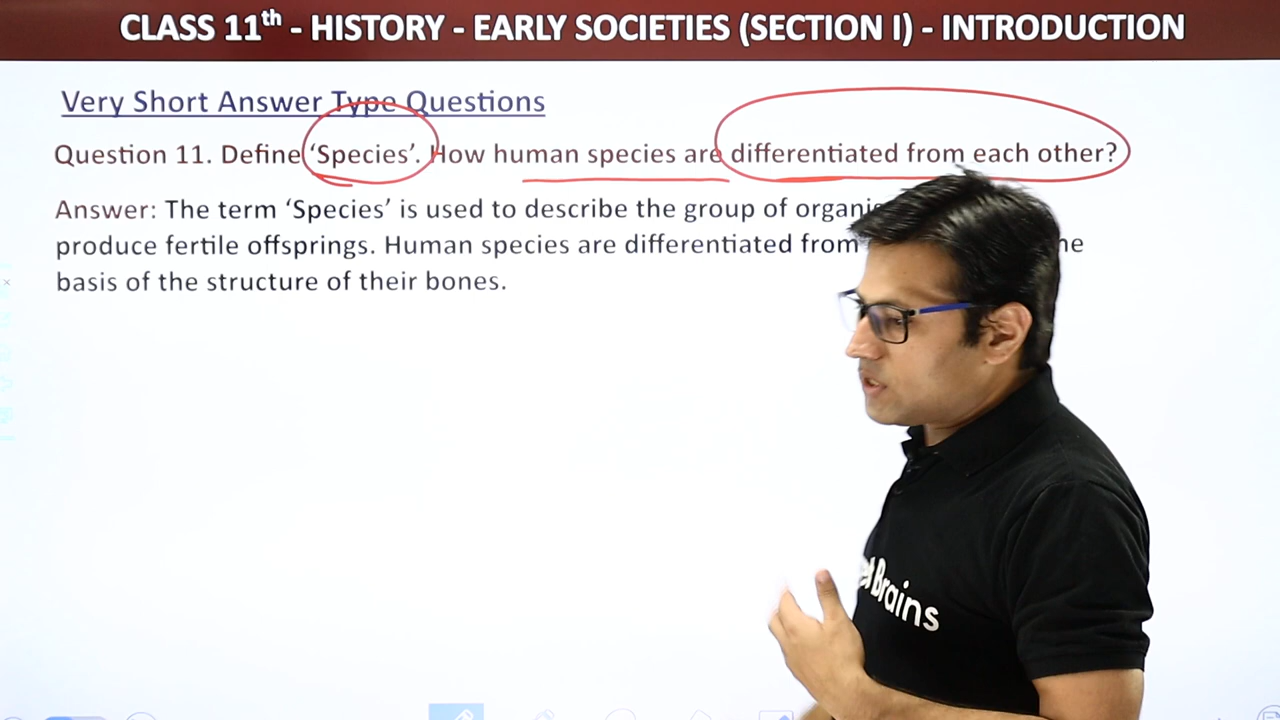 CLASS 11th - HISTORY - EARLY SOCIETIES (SECTION I) - INTRODUCTION
Very Short Answer Type Questions
Question 11. Define 'Species'. How human species are differentiated from each other?
Answer: The term 'Species' is used to describe the group of
produce fertile offsprings. Human species are differentiated from
basis of the structure of their bones.
Brains